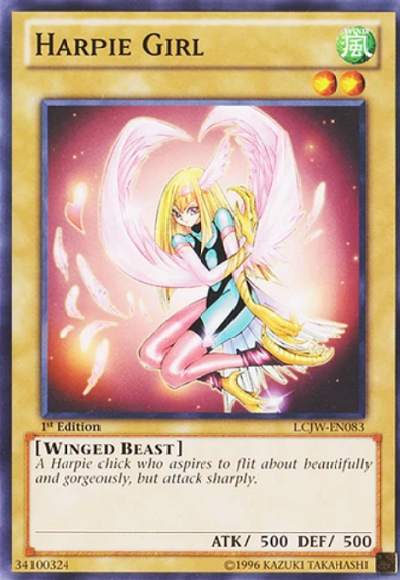 HARPIE GIRL
風
1st Edition
LCJW-EN083
[WINGED BEAST]
A Harpie chick who aspires to flit about beautifully
and gorgeously, but attack sharply.
ATK / 500 DEF / 500
34100324
©1996 KAZUKI TAKAHASHI